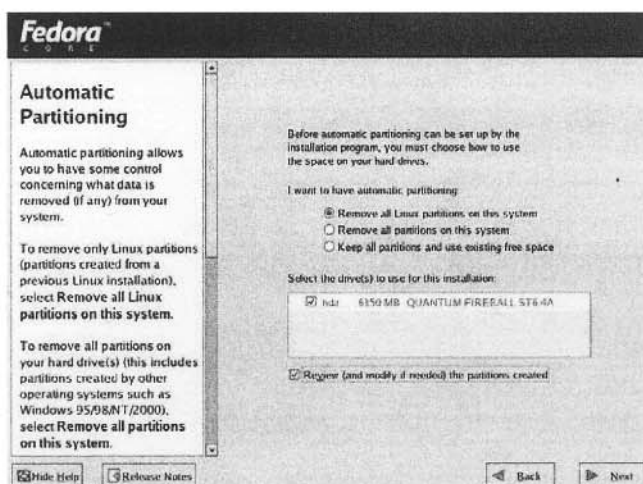 Fedora™
CORE
Automatic
Partitioning
Automatic partitioning allows
you to have some control
concerning what data is
removed (if any) from your
system.
To remove only Linux partitions
(partitions created from a
previous Linux installation),
select Remove all Linux
partitions on this system.
To remove all partitions on
your hard drive(s) (this includes
partitions created by other
operating systems such as
Windows 95/98/NT/2000),
select Remove all partitions
on this system.
Before automatic partitioning can be set up by the
installation program, you must choose how to use
the space on your hard drives.
I want to have automatic partitioning:
Remove all Linux partitions on this system
Remove all partitions on this system
Keep all partitions and use existing free space
Select the drive(s) to use for this installation:
hda 6150 MB QUANTUM FIREBALL ST6.4A
Review (and modify if needed) the partitions created
Hide Help
Release Notes
Back
Next